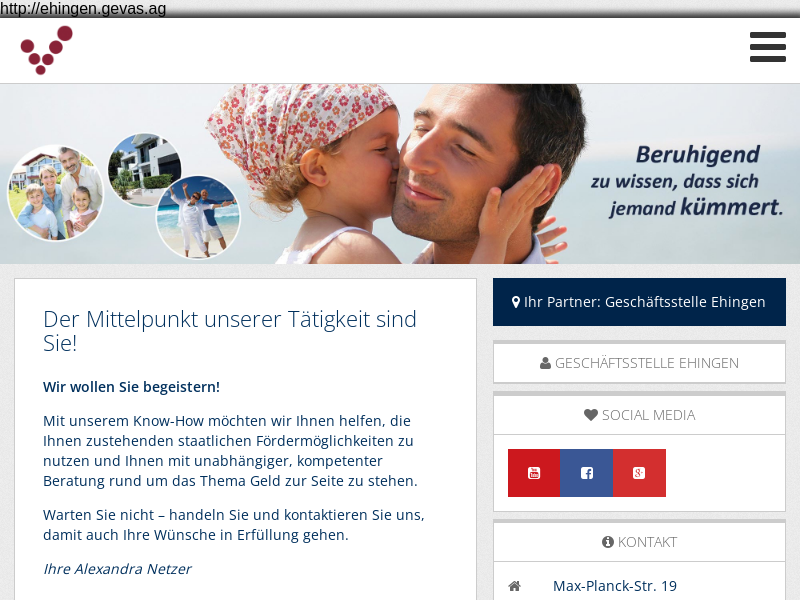 http://ehingen.gevas.ag
Beruhigend
zu wissen, dass sich
jemand kümmert.
Der Mittelpunkt unserer Tätigkeit sind
Sie!
Wir wollen Sie begeistern!
Mit unserem Know-How möchten wir Ihnen helfen, die
Ihnen zustehenden staatlichen Fördermöglichkeiten zu
nutzen und Ihnen mit unabhängiger, kompetenter
Beratung rund um das Thema Geld zur Seite zu stehen.
Warten Sie nicht – handeln Sie und kontaktieren Sie uns,
damit auch Ihre Wünsche in Erfüllung gehen.
Ihre Alexandra Netzer
Ihr Partner: Geschäftsstelle Ehingen
GESCHÄFTSSTELLE EHINGEN
SOCIAL MEDIA
KONTAKT
Max-Planck-Str. 19